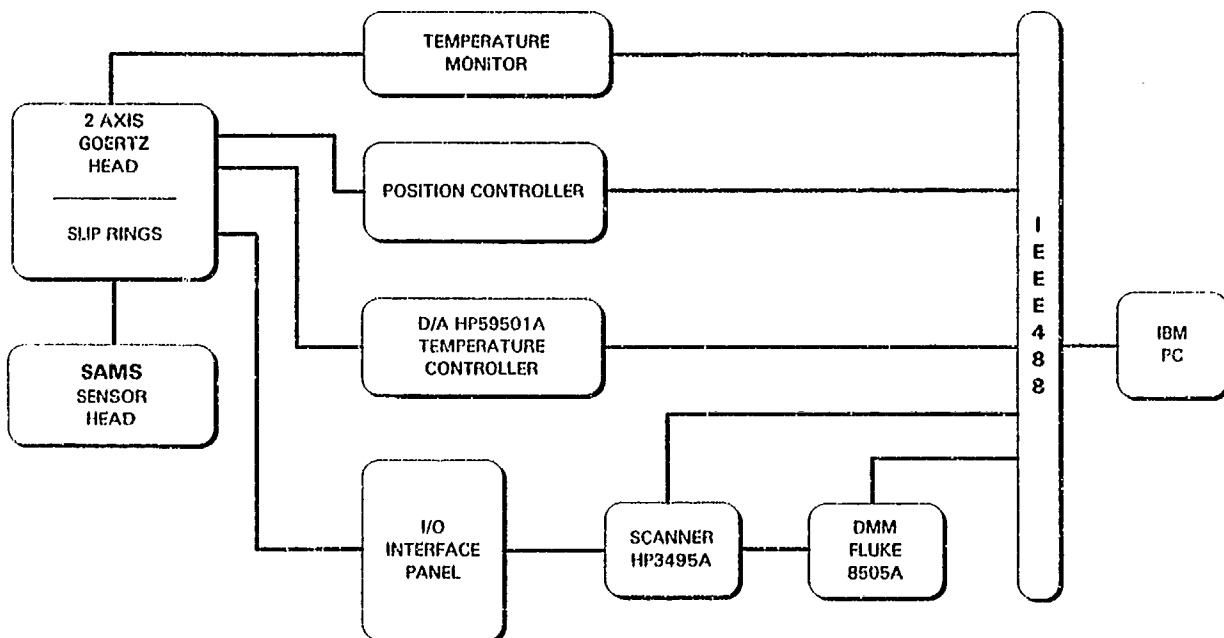 TEMPERATURE
MONITOR
2 AXIS
GOERTZ
HEAD
SLIP RINGS
POSITION CONTROLLER
D/A HP59501A
TEMPERATURE
CONTROLLER
SAMS
SENSOR
HEAD
I/O
INTERFACE
PANEL
SCANNER
HP3495A
DMM
FLUKE
8505A
I
E
E
E
4
8
8
IBM
PC